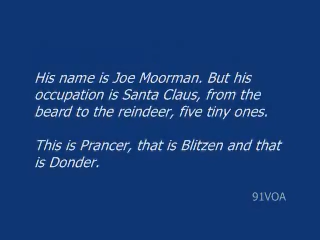 His name is Joe Moorman. But his
occupation is Santa Claus, from the
beard to the reindeer, five tiny ones.
This is Prancer, that is Blitzen and that
is Donder.
91VOA